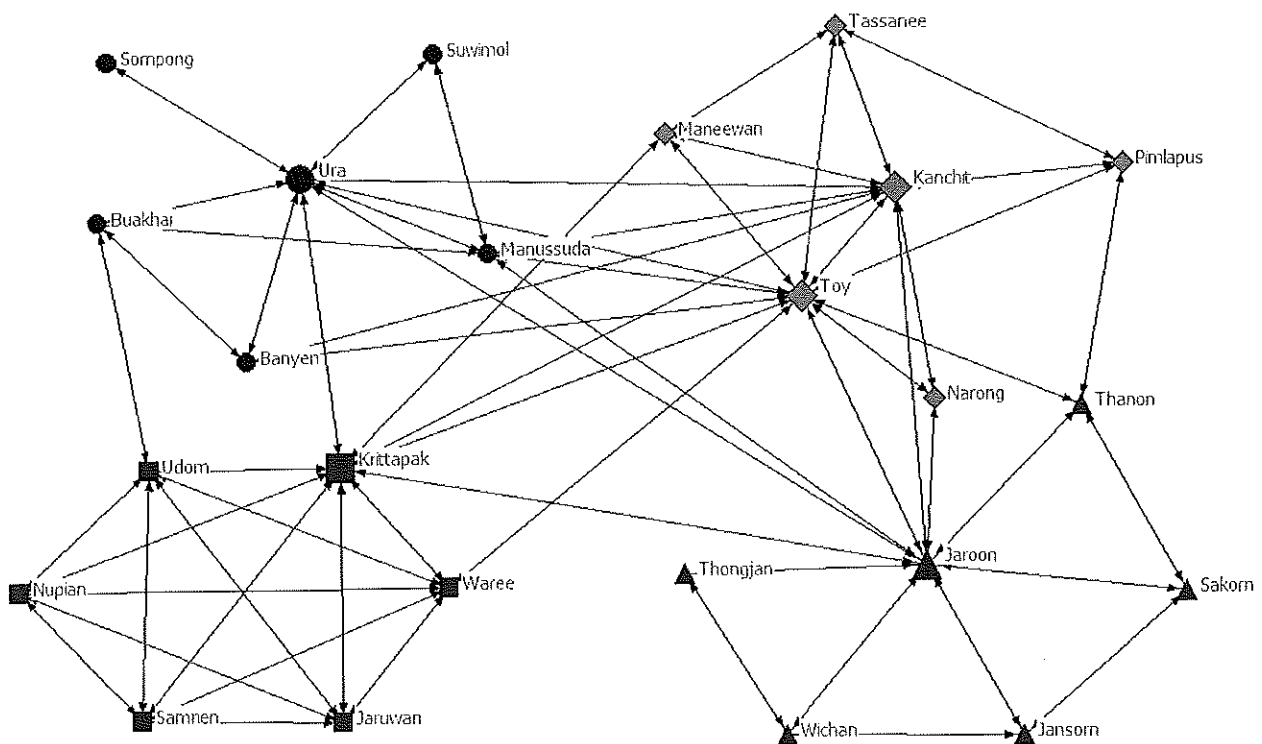 Tassanee
Sompong
Suwimol
Maneewan
Pimlapus
Ura
Kanchit
Buakhai
Manussuda
Toy
Banyen
Narong
Thanon
Udom
Krittapak
Jaroon
Thongjan
Nupian
Waree
Sakorn
Samnen
Jaruwan
Wichan
Jansorn